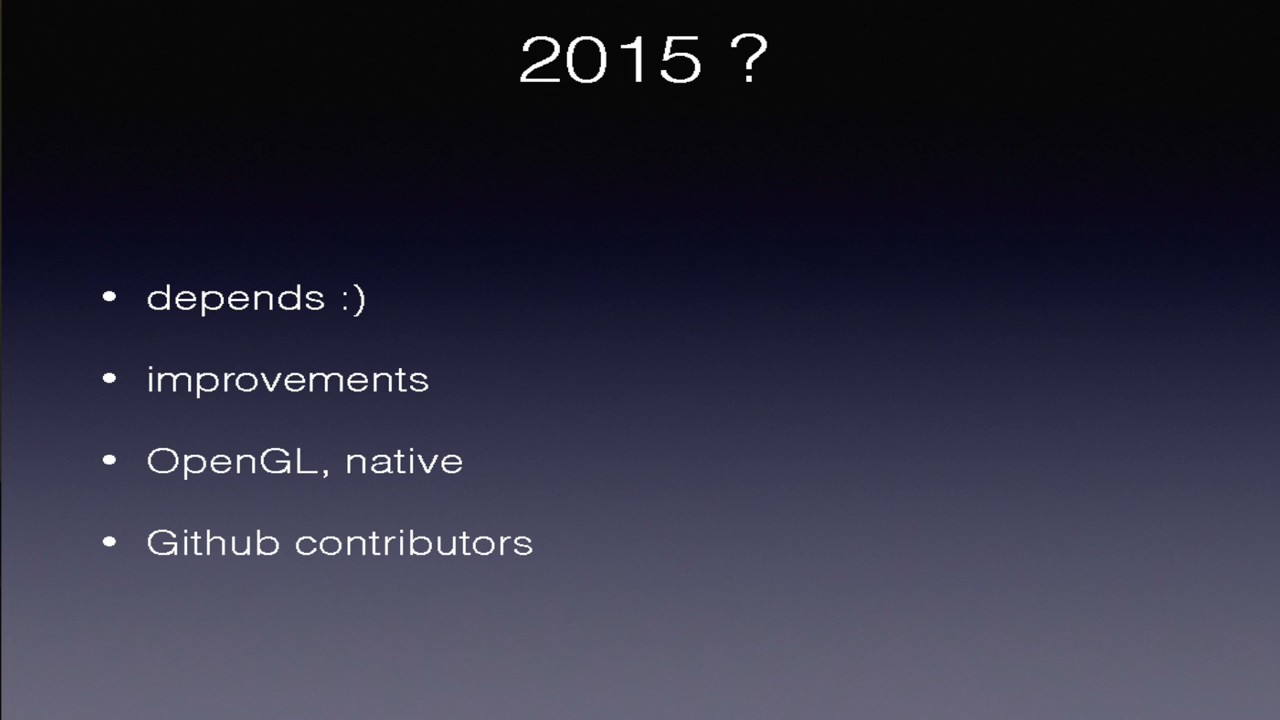 2015 ?
• depends :)
• improvements
• OpenGL, native
• Github contributors